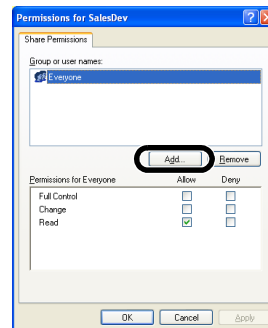 Permissions for SalesDev
Share Permissions
Group or user names:
Everyone
Add... Remove
Permissions for Everyone Allow Deny
Full Control
Change
Read
OK Cancel Apply